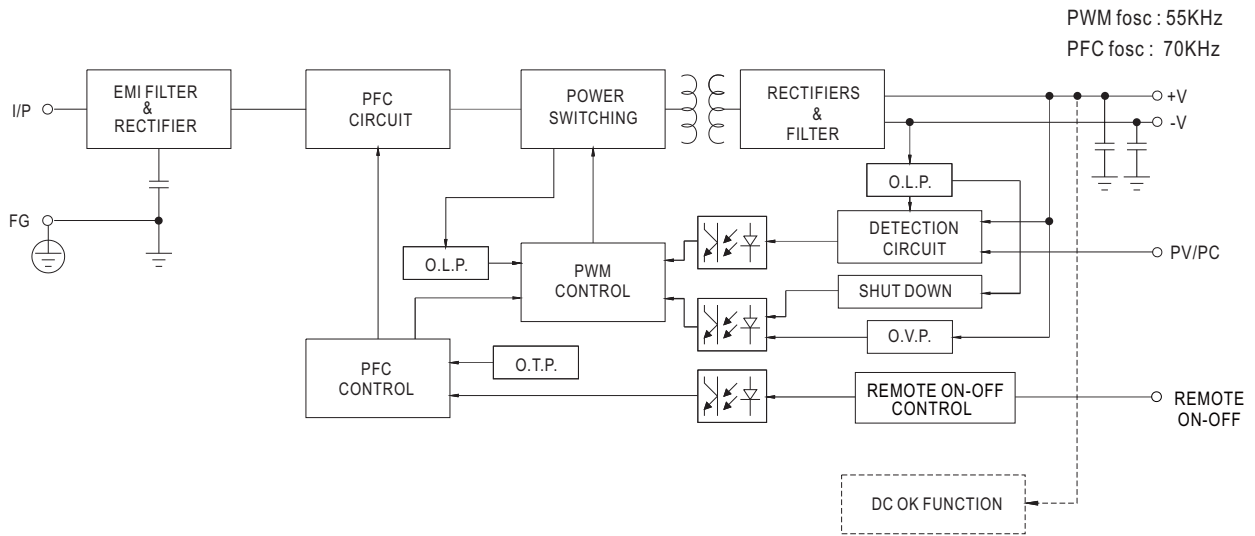 PWM fosc : 55KHz
PFC fosc : 70KHz
I/P
EMI FILTER
&
RECTIFIER
PFC
CIRCUIT
POWER
SWITCHING
RECTIFIERS
&
FILTER
+V
-V
O.L.P.
FG
DETECTION
CIRCUIT
PV/PC
O.L.P.
PWM
CONTROL
SHUT DOWN
O.V.P.
PFC
CONTROL
O.T.P.
REMOTE ON-OFF
CONTROL
REMOTE
ON-OFF
DC OK FUNCTION